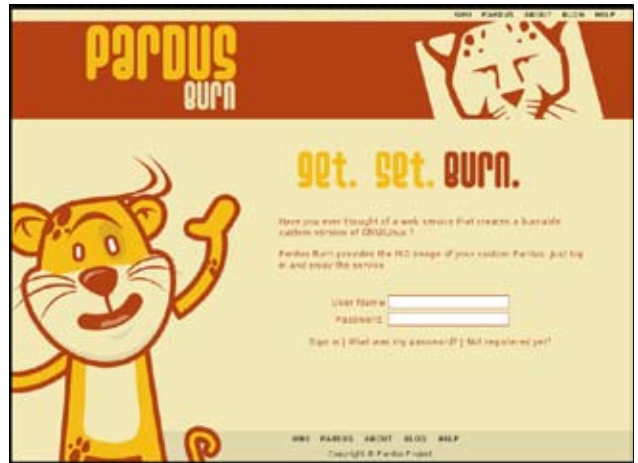 WIKI PARDUS ABOUT BLOG HELP
PARDUS
BURN
get. Set. BURN.
Have you ever thought of a web service that creates a burnable
custom version of GNU/Linux ?
Pardus Burn provides the ISO image of your custom Pardus. Just log
in and enjoy the service.
User Name
Password
Sign in | What was my password? | Not registered yet?
WIKI PARDUS ABOUT BLOG HELP
Copyright © Pardus Project